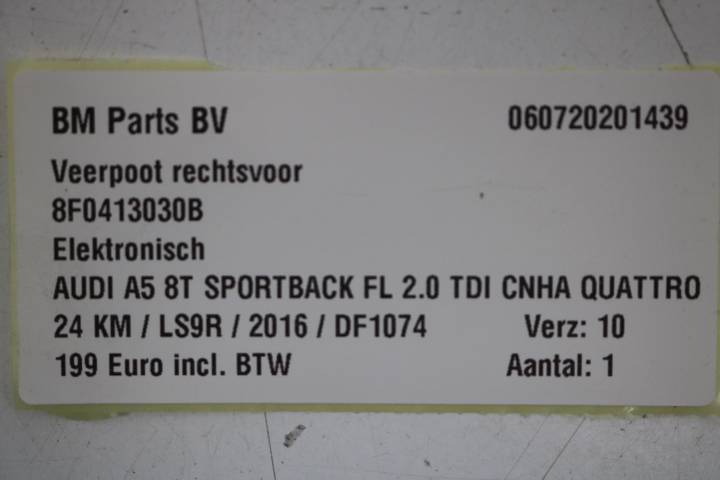 BM Parts BV 060720201439
Veerpoot rechtsvoor
8F0413030B
Elektronisch
AUDI A5 8T SPORTBACK FL 2.0 TDI CNHA QUATTRO
24 KM / LS9R / 2016 / DF1074 Verz: 10
199 Euro incl. BTW Aantal: 1